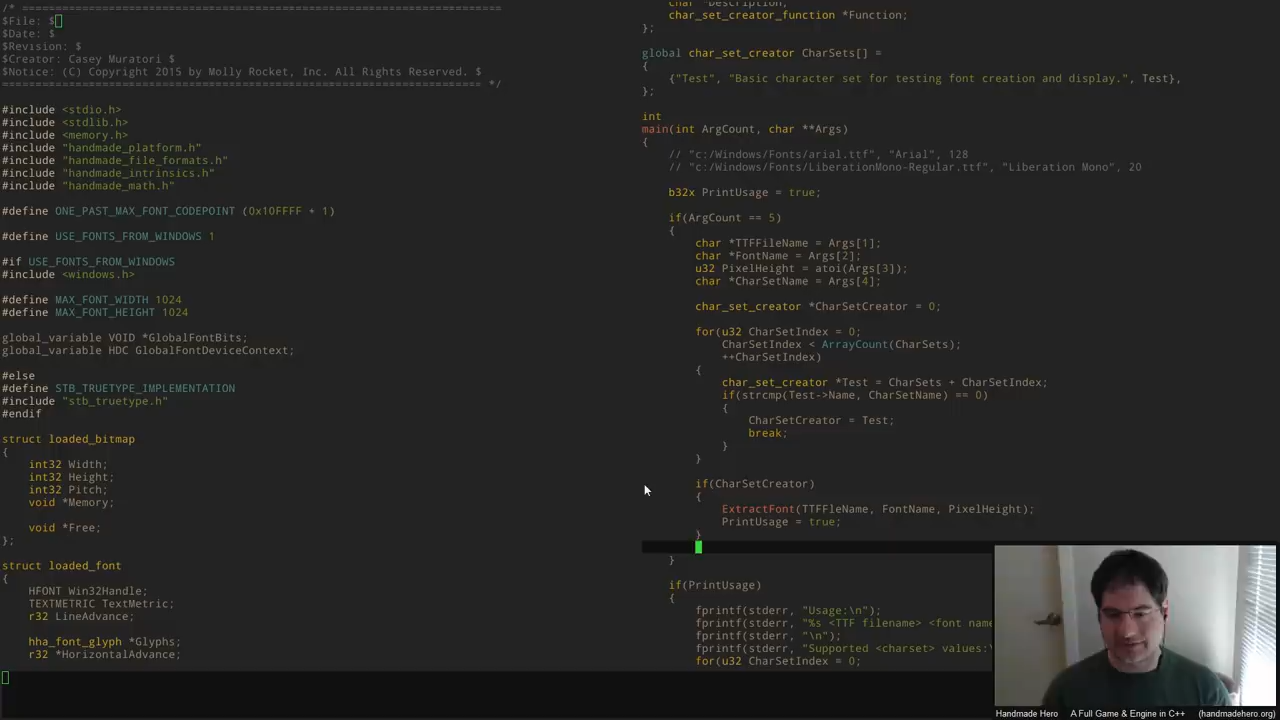 /* ========================================================================
$File: $
$Date: $
$Revision: $
$Creator: Casey Muratori $
$Notice: (C) Copyright 2015 by Molly Rocket, Inc. All Rights Reserved. $
======================================================================== */
#include <stdio.h>
#include <stdlib.h>
#include <memory.h>
#include "handmade_platform.h"
#include "handmade_file_formats.h"
#include "handmade_intrinsics.h"
#include "handmade_math.h"
#define ONE_PAST_MAX_FONT_CODEPOINT (0x10FFFF + 1)
#define USE_FONTS_FROM_WINDOWS 1
#if USE_FONTS_FROM_WINDOWS
#include <windows.h>
#define MAX_FONT_WIDTH 1024
#define MAX_FONT_HEIGHT 1024
global_variable VOID *GlobalFontBits;
global_variable HDC GlobalFontDeviceContext;
#else
#define STB_TRUETYPE_IMPLEMENTATION
#include "stb_truetype.h"
#endif
struct loaded_bitmap
{
int32 Width;
int32 Height;
int32 Pitch;
void *Memory;
void *Free;
};
struct loaded_font
{
HFONT Win32Handle;
TEXTMETRIC TextMetric;
r32 LineAdvance;
hha_font_glyph *Glyphs;
r32 *HorizontalAdvance;
char *Description;
char_set_creator_function *Function;
};
global char_set_creator CharSets[] =
{
{"Test", "Basic character set for testing font creation and display.", Test},
};
int
main(int ArgCount, char **Args)
{
// "c:/Windows/Fonts/arial.ttf", "Arial", 128
// "c:/Windows/Fonts/LiberationMono-Regular.ttf", "Liberation Mono", 20
b32x PrintUsage = true;
if(ArgCount == 5)
{
char *TTFFileName = Args[1];
char *FontName = Args[2];
u32 PixelHeight = atoi(Args[3]);
char *CharSetName = Args[4];
char_set_creator *CharSetCreator = 0;
for(u32 CharSetIndex = 0;
CharSetIndex < ArrayCount(CharSets);
++CharSetIndex)
{
char_set_creator *Test = CharSets + CharSetIndex;
if(strcmp(Test->Name, CharSetName) == 0)
{
CharSetCreator = Test;
break;
}
}
if(CharSetCreator)
{
ExtractFont(TTFFleName, FontName, PixelHeight);
PrintUsage = true;
}
}
if(PrintUsage)
{
fprintf(stderr, "Usage:\n");
fprintf(stderr, "%s <TTF filename> <font name
fprintf(stderr, "\n");
fprintf(stderr, "Supported <charset> values:\
for(u32 CharSetIndex = 0;
Handmade Hero A Full Game & Engine in C++ (handmadehero.org)